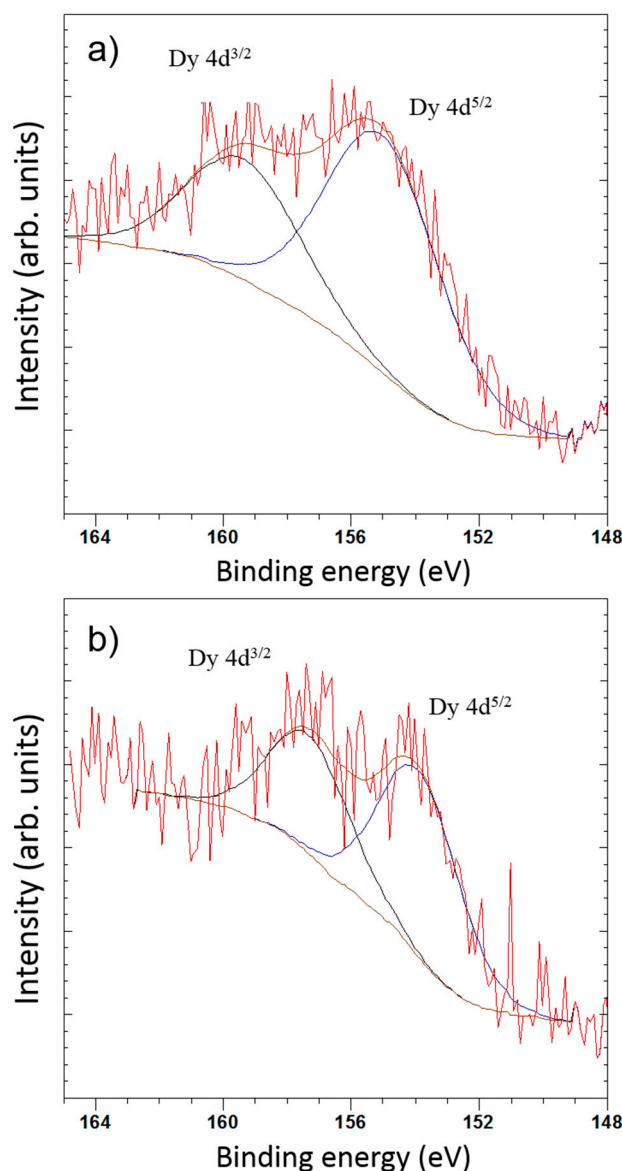 a)
Dy 4d3/2
Dy 4d5/2
Intensity (arb. units)
164 160 156 152 148
Binding energy (eV)
b)
Dy 4d3/2
Dy 4d5/2
Intensity (arb. units)
164 160 156 152 148
Binding energy (eV)